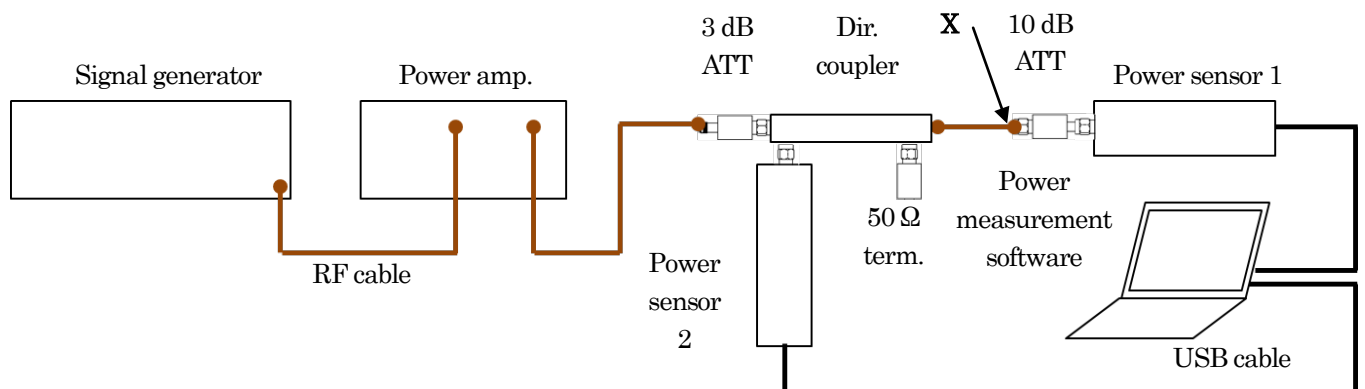 Signal generator
Power amp.
3 dB
ATT
Dir.
coupler
X
10 dB
ATT
Power sensor 1
RF cable
Power
sensor
2
50 Ω
term.
Power
measurement
software
USB cable